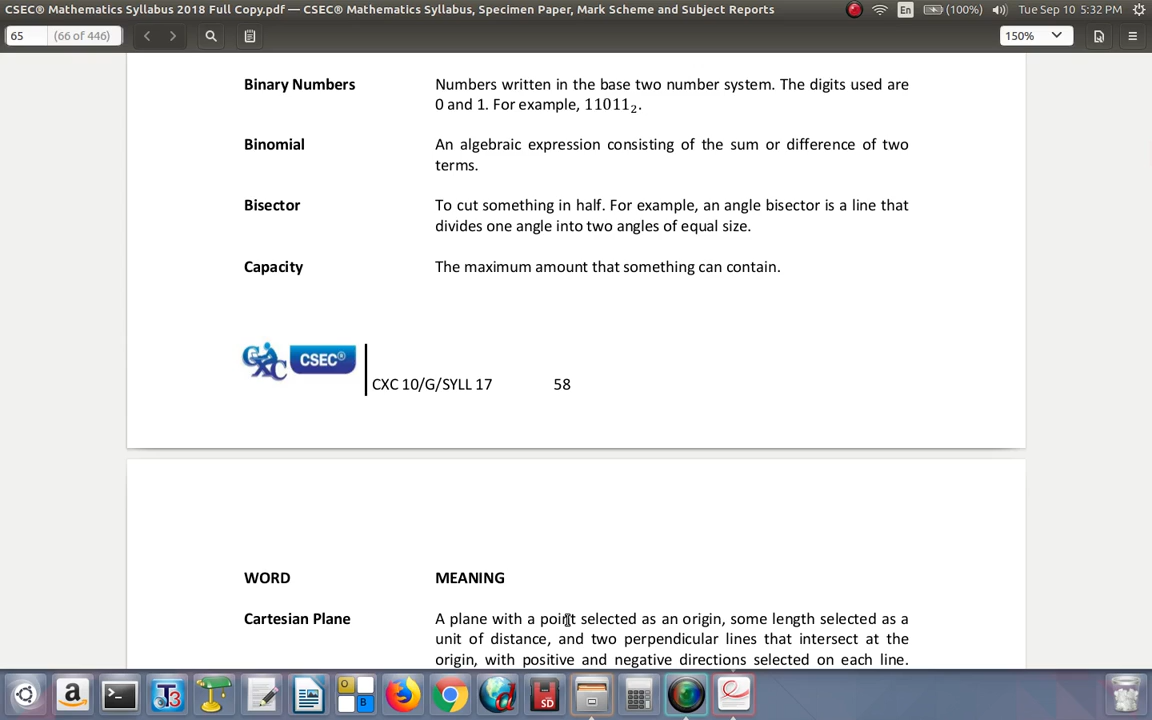 CSEC® Mathematics Syllabus 2018 Full Copy.pdf — CSEC® Mathematics Syllabus, Specimen Paper, Mark Scheme and Subject Reports
En
(100%)
Tue Sep 10 5:32 PM
65
(66 of 446)
150%
Binary Numbers
Numbers written in the base two number system. The digits used are
0 and 1. For example, 11011₂.
Binomial
An algebraic expression consisting of the sum or difference of two
terms.
Bisector
To cut something in half. For example, an angle bisector is a line that
divides one angle into two angles of equal size.
Capacity
The maximum amount that something can contain.
CXC
CSEC®
CXC 10/G/SYLL 17
58
WORD
MEANING
Cartesian Plane
A plane with a point selected as an origin, some length selected as a
unit of distance, and two perpendicular lines that intersect at the
origin, with positive and negative directions selected on each line.
a
T3
O
B
SD